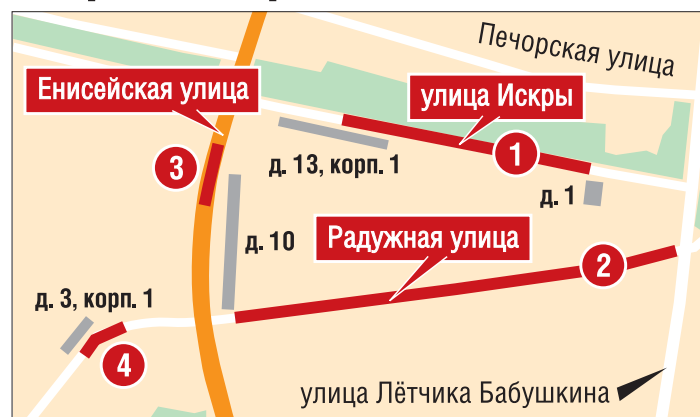 Печорская улица
Енисейская улица
улица Искры
1
3
д. 13, корп. 1
д. 1
Радужная улица
д. 10
2
д. 3, корп. 1
4
улица Лётчика Бабушкина